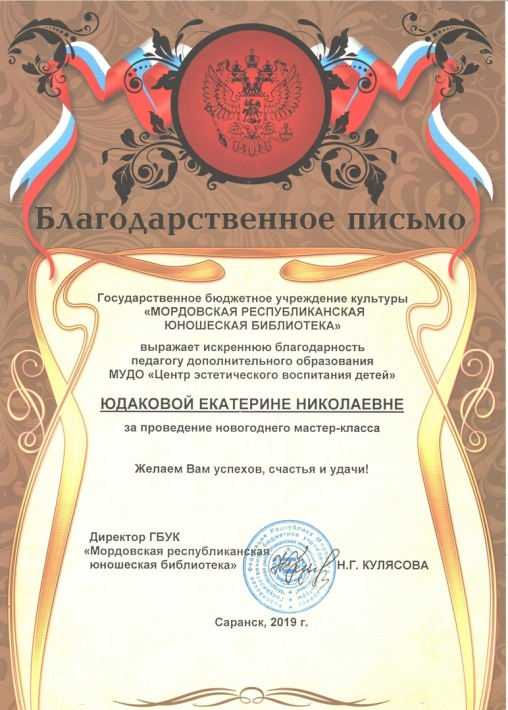 Благодарственное письмо
Государственное бюджетное учреждение культуры
«МОРДОВСКАЯ РЕСПУБЛИКАНСКАЯ
ЮНОШЕСКАЯ БИБЛИОТЕКА»
выражает искреннюю благодарность
педагогу дополнительного образования
МУДО «Центр эстетического воспитания детей»
ЮДАКОВОЙ ЕКАТЕРИНЕ НИКОЛАЕВНЕ
за проведение новогоднего мастер-класса
Желаем Вам успехов, счастья и удачи!
Директор ГБУК
«Мордовская республиканская
юношеская библиотека» Н.Г. КУЛЯСОВА
Саранск, 2019 г.